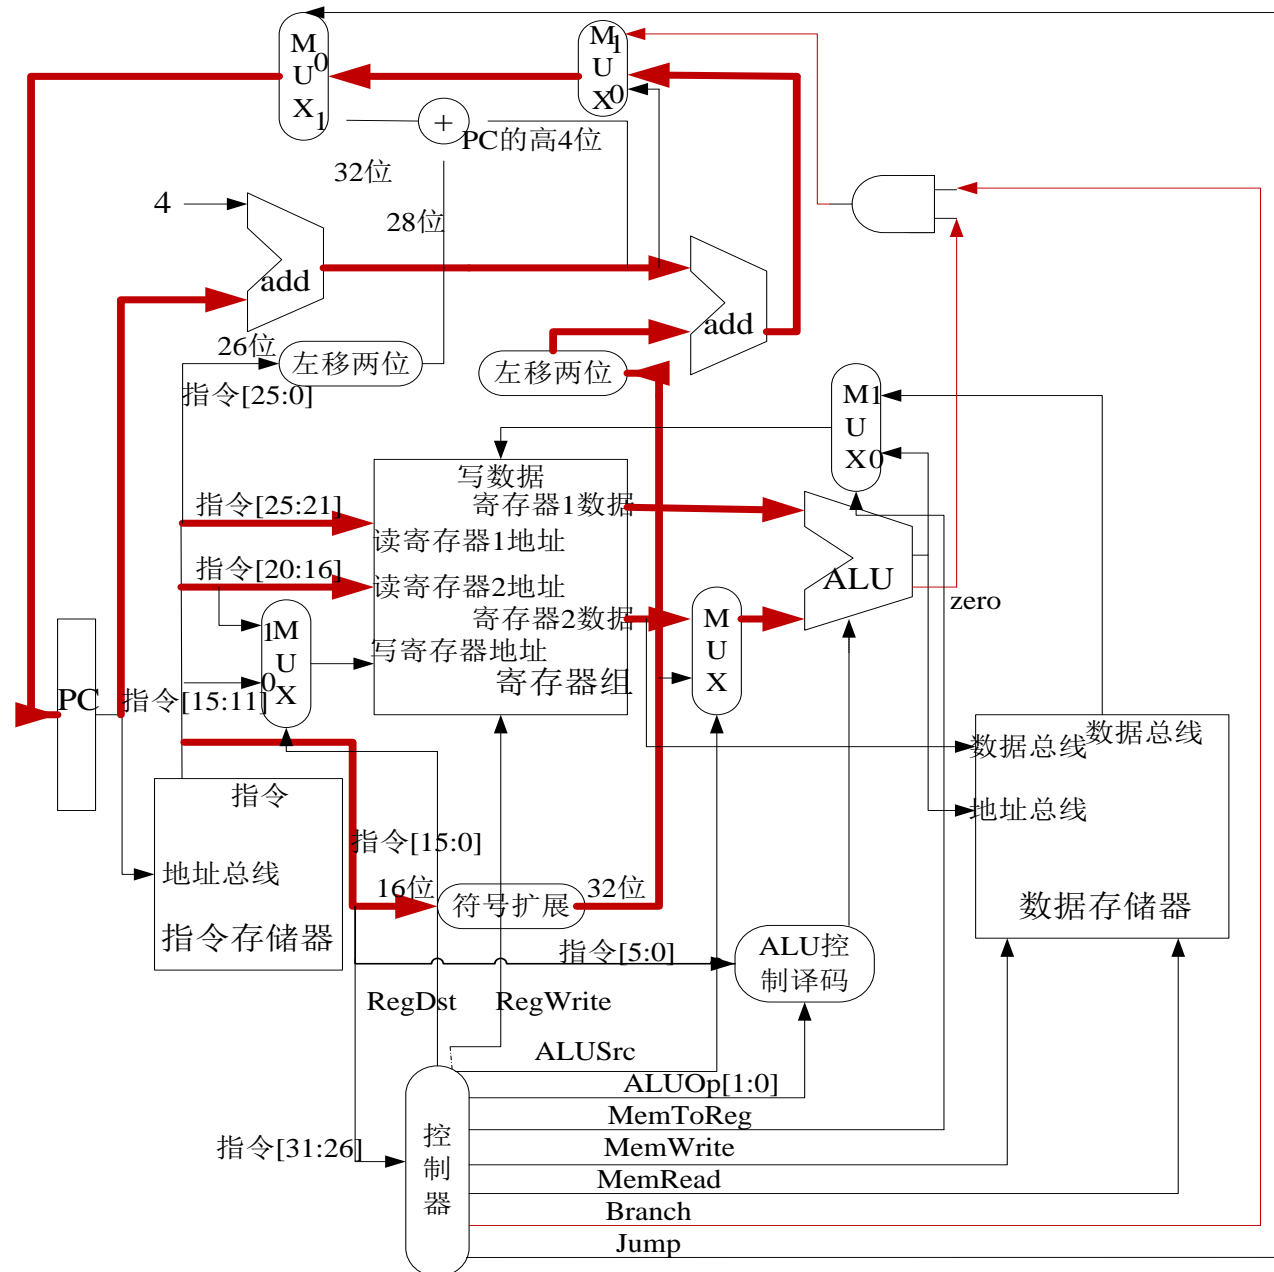 M
U
X
0
1
M
U
X
1
0
+
PC的高4位
32位
28位
4
add
add
26位
左移两位
左移两位
指令[25:0]
M
U
X
1
0
写数据
指令[25:21]
寄存器1数据
读寄存器1地址
指令[20:16]
读寄存器2地址
ALU
寄存器2数据
zero
1
0
M
U
X
写寄存器地址
寄存器组
M
U
X
PC
指令[15:11]
数据总线
数据总线
指令
地址总线
指令[15:0]
地址总线
16位
符号扩展
32位
指令存储器
数据存储器
指令[5:0]
ALU控
制译码
RegDst
RegWrite
ALUSrc
ALUOp[1:0]
MemToReg
控
制
器
指令[31:26]
MemWrite
MemRead
Branch
Jump